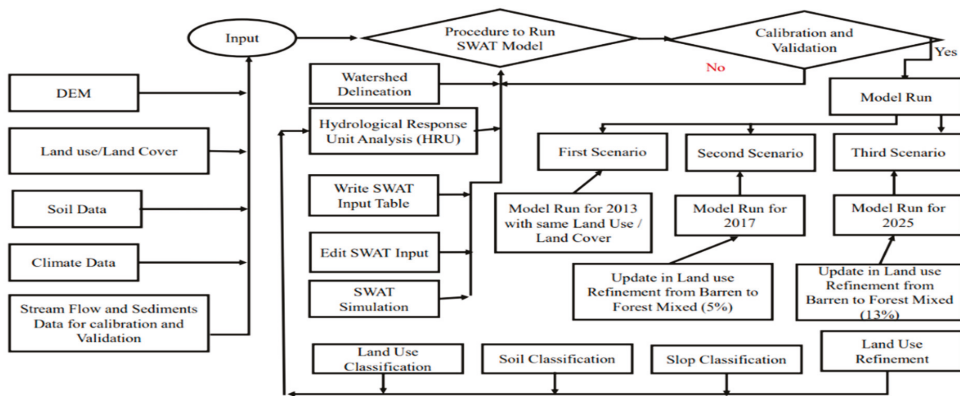 Input
Procedure to Run
SWAT Model
Calibration and
Validation
Yes
No
DEM
Land use/Land Cover
Soil Data
Climate Data
Stream Flow and Sediments
Data for calibration and
Validation
Watershed
Delineation
Hydrological Response
Unit Analysis (HRU)
Write SWAT
Input Table
Edit SWAT Input
SWAT
Simulation
Model Run
First Scenario
Second Scenario
Third Scenario
Model Run for 2013
with same Land Use /
Land Cover
Model Run for
2017
Model Run for
2025
Update in Land use
Refinement from Barren to
Forest Mixed (5%)
Update in Land use
Refinement from
Barren to Forest Mixed
(13%)
Land Use
Classification
Soil Classification
Slop Classification
Land Use
Refinement